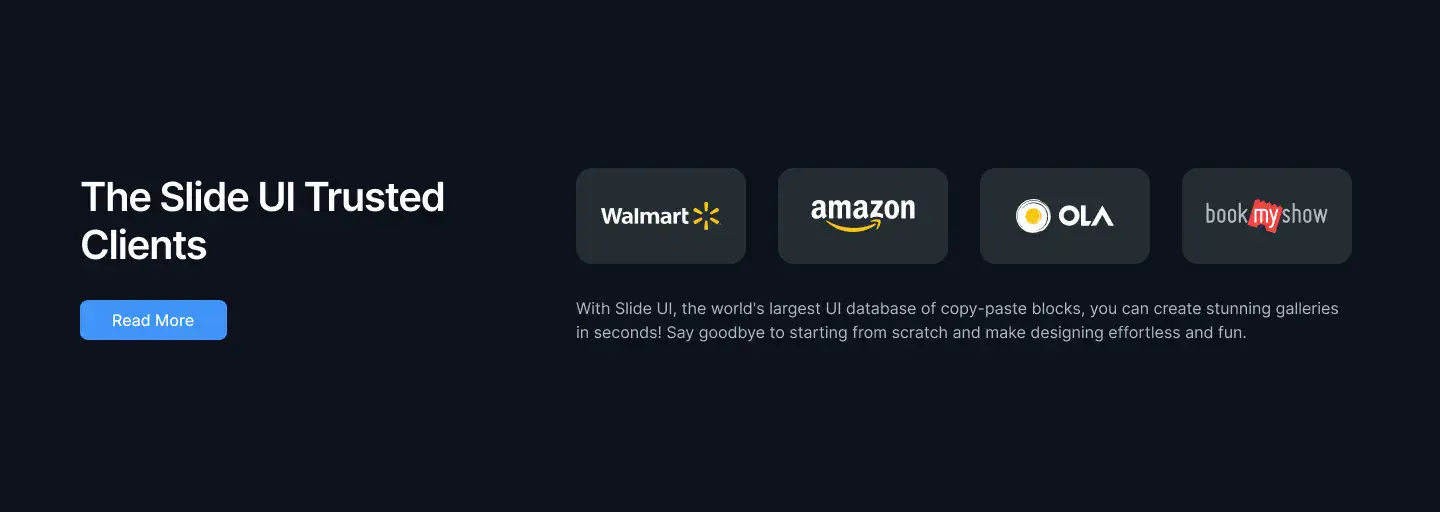 The Slide UI Trusted
Clients
Read More
Walmart
amazon
OLA
bookmyshow
With Slide UI, the world's largest UI database of copy-paste blocks, you can create stunning galleries
in seconds! Say goodbye to starting from scratch and make designing effortless and fun.